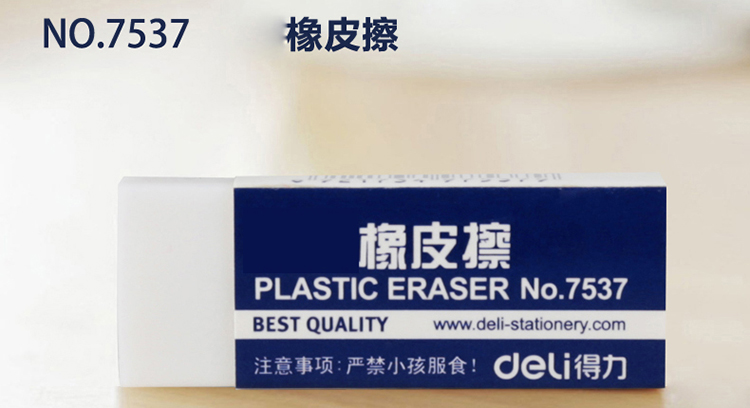 NO.7537 橡皮擦
橡皮擦
PLASTIC ERASER No.7537
BEST QUALITY www.deli-stationery.com
注意事项:严禁小孩服食! deli得力